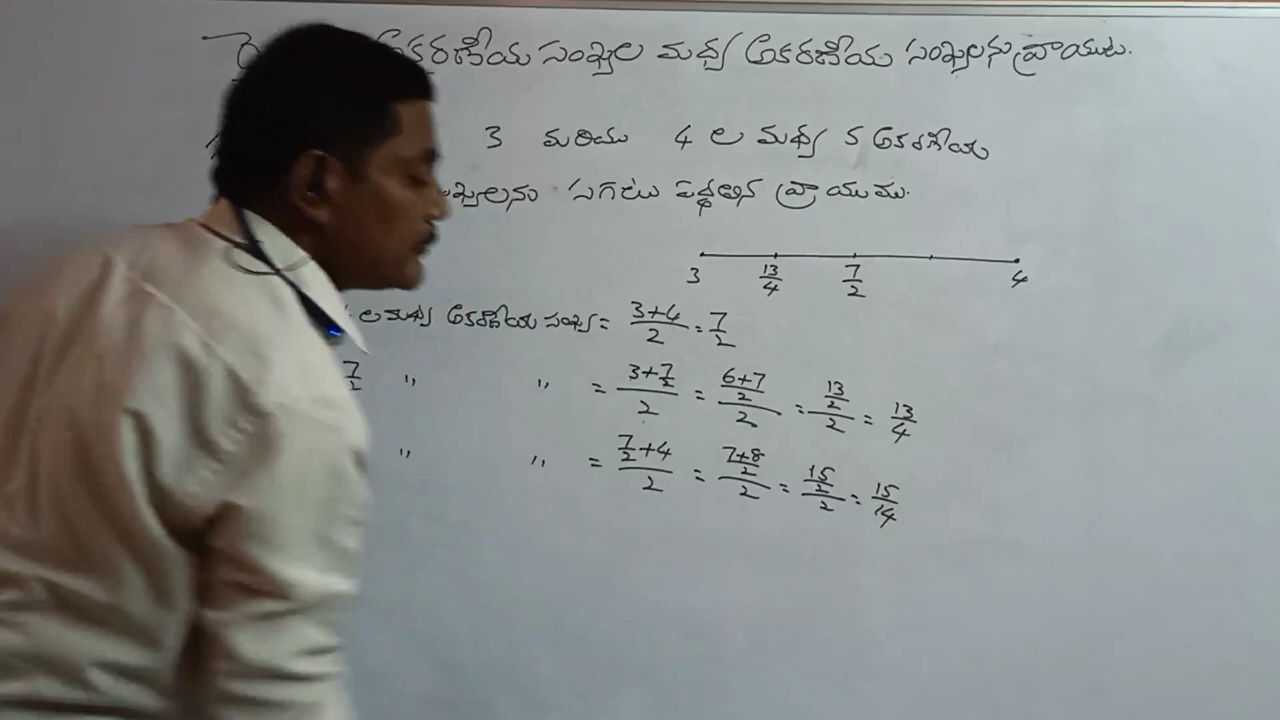 రె అకరణీయ సంఖ్యల మధ్య అకరణీయ సంఖ్యలను వ్రాయుట.
3 మరియు 4 ల మధ్య 5 అకరణీయ
ఖ్యలను సగటు పద్ధతిన వ్రాయుము.
3 13/4 7/2 4
ల మధ్య అకరణీయ సంఖ్య = (3+4)/2 = 7/2
7/2 " " = (3+7/2)/2 = ((6+7)/2)/2 = (13/2)/2 = 13/4
" " = (7/2+4)/2 = ((7+8)/2)/2 = (15/2)/2 = 15/14